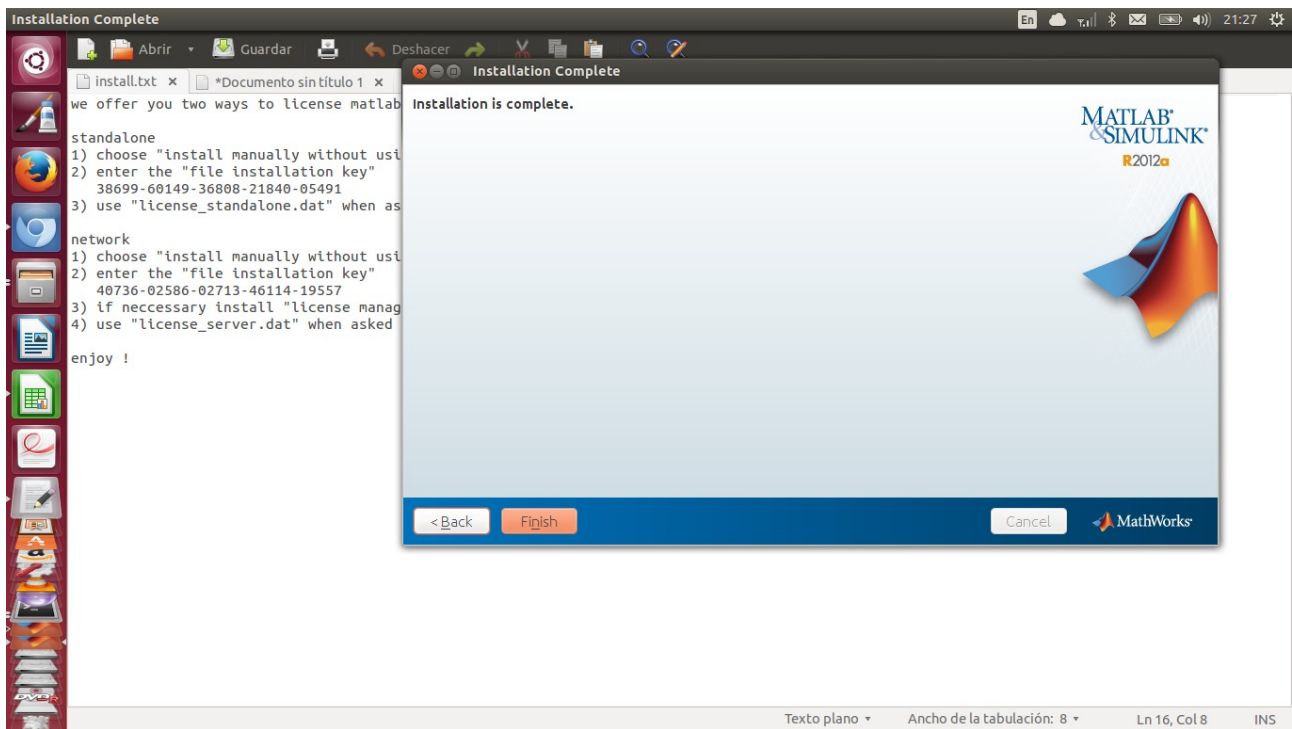 Installation Complete
En
21:27
Abrir
Guardar
Deshacer
install.txt
*Documento sin título 1
we offer you two ways to license matlab
standalone
1) choose "install manually without usi
2) enter the "file installation key"
38699-60149-36808-21840-05491
3) use "license_standalone.dat" when as
network
1) choose "install manually without usi
2) enter the "file installation key"
40736-02586-02713-46114-19557
3) if neccessary install "license manag
4) use "license_server.dat" when asked
enjoy !
Installation Complete
Installation is complete.
MATLAB
&SIMULINK
R2012a
< Back
Finish
Cancel
MathWorks
Texto plano
Ancho de la tabulación: 8
Ln 16, Col 8
INS